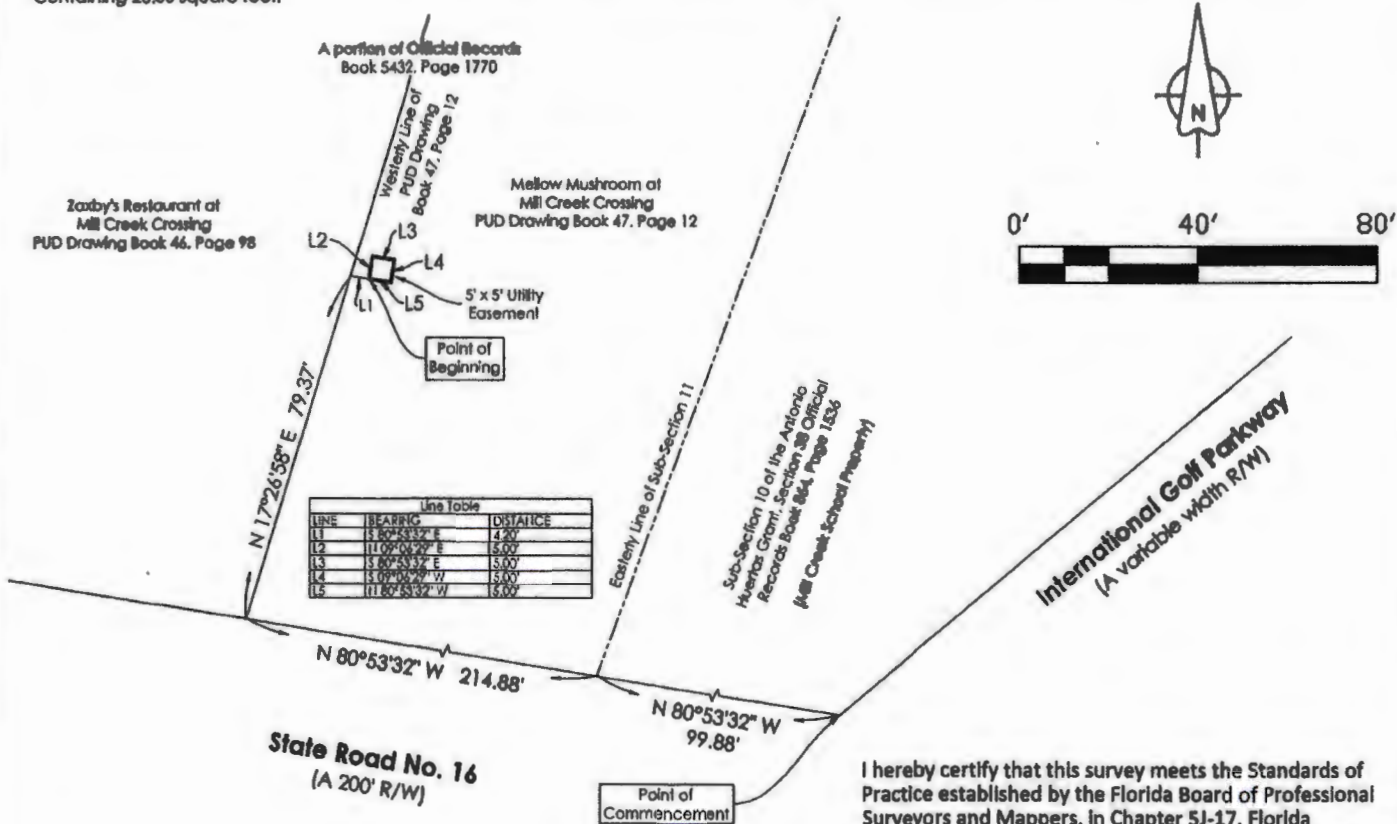 A portion of Official Records
Book 5432, Page 1770
Westerly Line of
PUD Drawing
Book 47, Page 12
Zaxby's Restaurant at
Mill Creek Crossing
PUD Drawing Book 46, Page 98
Mellow Mushroom at
Mill Creek Crossing
PUD Drawing Book 47, Page 12
N
0' 40' 80'
L2
L3
L4
L1
L5
5' x 5' Utility
Easement
Point of
Beginning
N 17°26'58" E 79.37'
Line Table
LINE BEARING DISTANCE
L1 S 80°53'32" E 4.20'
L2 N 09°06'29" E 5.00'
L3 S 80°53'32" E 5.00'
L4 S 09°06'29" W 5.00'
L5 N 80°53'32" W 5.00'
Easterly Line of Sub-Section 11
Sub-Section 10 of the Antonio
Huertas Grant, Section 38 Official
Records Book 864, Page 1536
(Mill Creek School Property)
International Golf Parkway
(A variable width R/W)
N 80°53'32" W 214.88'
N 80°53'32" W
99.88'
State Road No. 16
(A 200' R/W)
Point of
Commencement
I hereby certify that this survey meets the Standards of
Practice established by the Florida Board of Professional
Surveyors and Mappers, in Chapter 5J-17, Florida